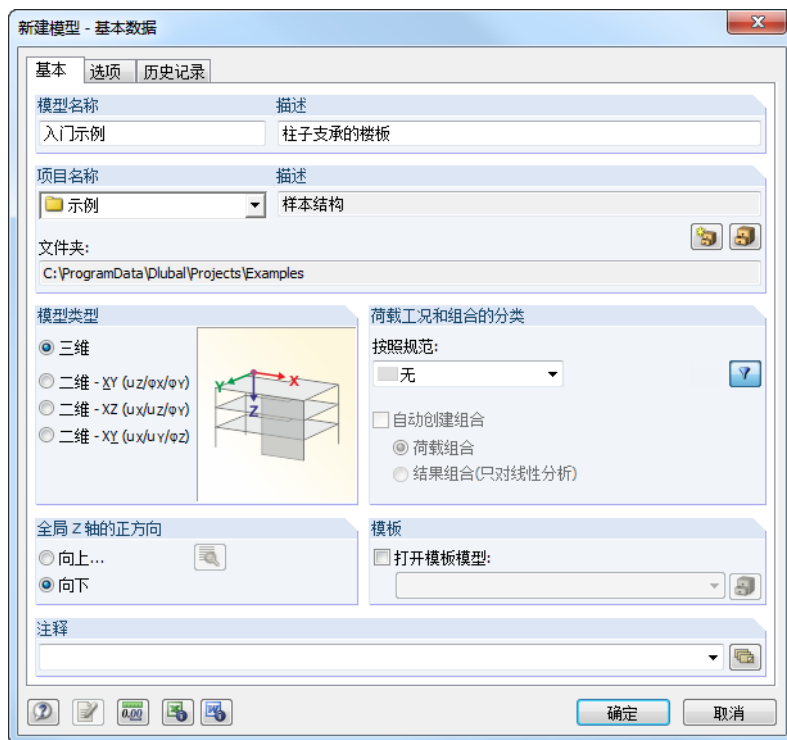 新建模型 - 基本数据
基本 选项 历史记录
模型名称 描述
入门示例 柱子支承的楼板
项目名称 描述
示例 样本结构
文件夹:
C:\ProgramData\Dlubal\Projects\Examples
模型类型
三维
二维 - XY (uZ/φX/φY)
二维 - XZ (uX/uZ/φY)
二维 - XY (uX/uY/φZ)
Y X
Z
荷载工况和组合的分类
按照规范:
无
自动创建组合
荷载组合
结果组合(只对线性分析)
全局 Z 轴的正方向
向上...
向下
模板
打开模板模型:
注释
0.00
确定 取消